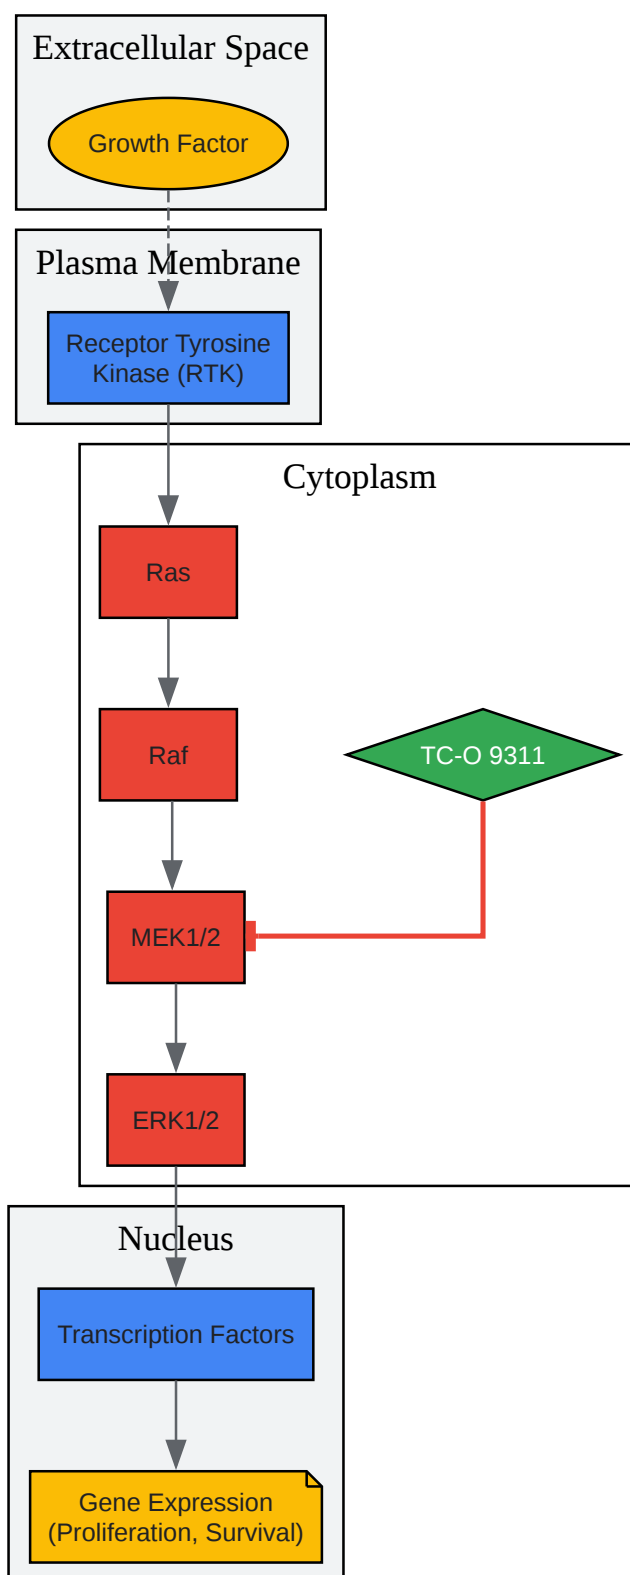 Extracellular Space
Growth Factor
Plasma Membrane
Receptor Tyrosine
Kinase (RTK)
Cytoplasm
Ras
Raf
TC-O 9311
MEK1/2
ERK1/2
Nucleus
Transcription Factors
Gene Expression
(Proliferation, Survival)